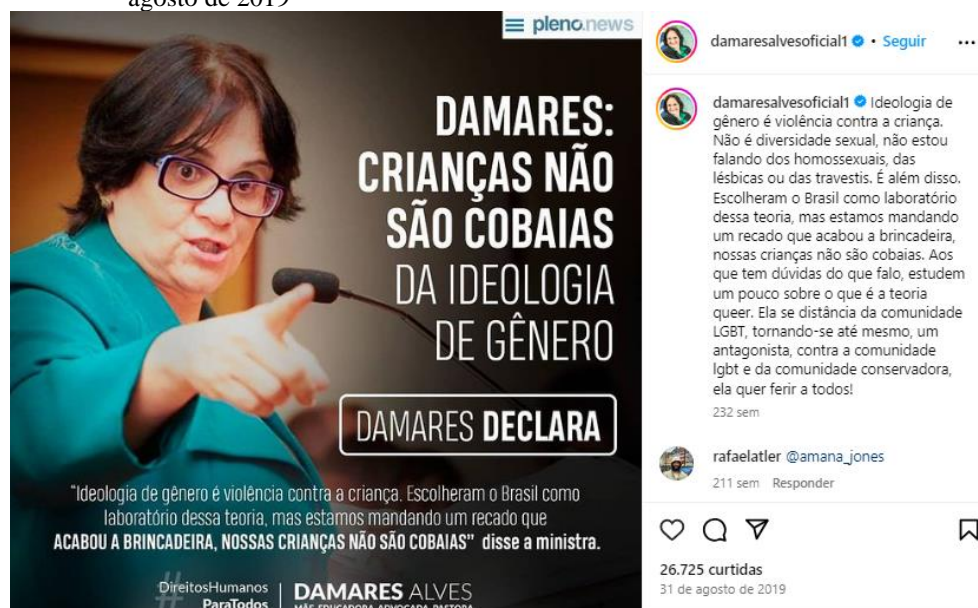 agosto de 2019
pleno.news
DAMARES:
CRIANÇAS NÃO
SÃO COBAIAS
DA IDEOLOGIA
DE GÊNERO
DAMARES DECLARA
"Ideologia de gênero é violência contra a criança. Escolheram o Brasil como
laboratório dessa teoria, mas estamos mandando um recado que
ACABOU A BRINCADEIRA, NOSSAS CRIANÇAS NÃO SÃO COBAIAS" disse a ministra.
#DireitosHumanos
ParaTodos
DAMARES ALVES
MÃE EDUCADORA ADVOGADA PASTORA
damaresalvesoficial1 • Seguir
damaresalvesoficial1 Ideologia de
gênero é violência contra a criança.
Não é diversidade sexual, não estou
falando dos homossexuais, das
lésbicas ou das travestis. É além disso.
Escolheram o Brasil como laboratório
dessa teoria, mas estamos mandando
um recado que acabou a brincadeira,
nossas crianças não são cobaias. Aos
que tem dúvidas do que falo, estudem
um pouco sobre o que é a teoria
queer. Ela se distância da comunidade
LGBT, tornando-se até mesmo, um
antagonista, contra a comunidade
lgbt e da comunidade conservadora,
ela quer ferir a todos!
232 sem
rafaelatler @amana_jones
211 sem Responder
26.725 curtidas
31 de agosto de 2019